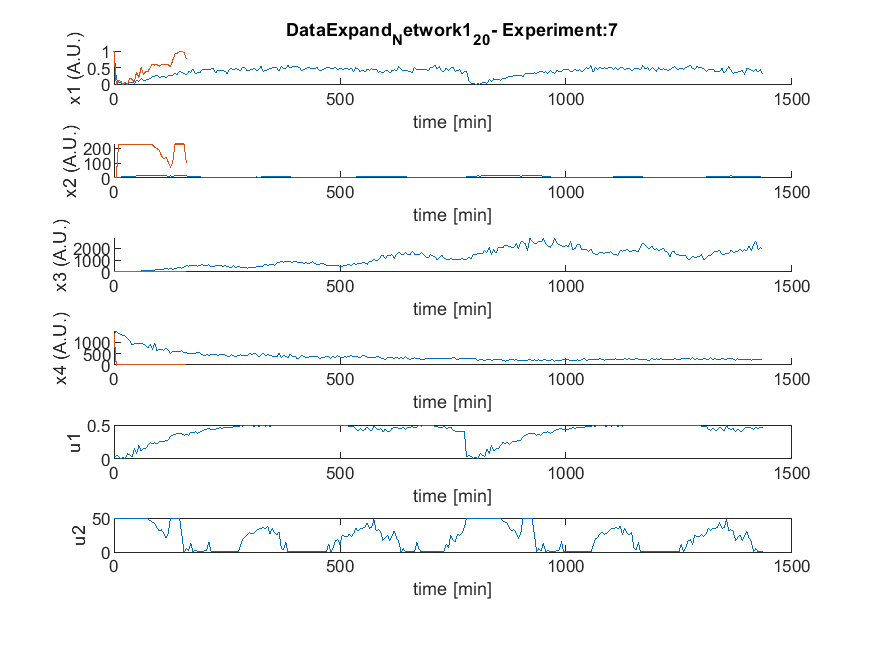 DataExpand_Network1_20- Experiment:7
x1 (A.U.)
1
0.5
0
0 500 1000 1500
time [min]
x2 (A.U.)
200
100
0
0 500 1000 1500
time [min]
x3 (A.U.)
2000
1000
0
0 500 1000 1500
time [min]
x4 (A.U.)
1000
500
0
0 500 1000 1500
time [min]
u1
0.5
0
0 500 1000 1500
time [min]
u2
50
0
0 500 1000 1500
time [min]